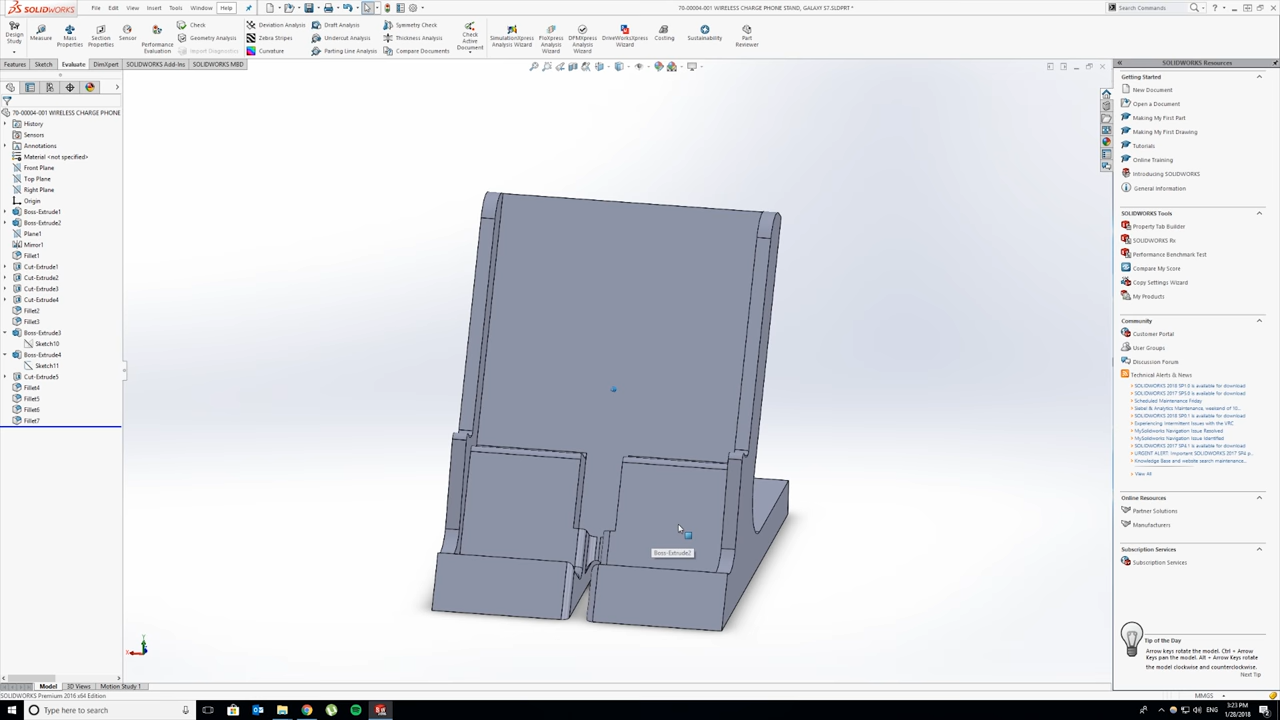 SOLIDWORKS File Edit View Insert Tools Window Help 70-00004-001 WIRELESS CHARGE PHONE STAND, GALAXY S7.SLDPRT * Search Commands
Design Study
Measure
Mass Properties
Section Properties
Sensor
Performance Evaluation
Check
Geometry Analysis
Import Diagnostics
Deviation Analysis
Zebra Stripes
Curvature
Draft Analysis
Undercut Analysis
Parting Line Analysis
Symmetry Check
Thickness Analysis
Compare Documents
Check Active Document
SimulationXpress Analysis Wizard
FloXpress Analysis Wizard
DFMXpress Analysis Wizard
DriveWorksXpress Wizard
Costing
Sustainability
Part Reviewer
Features Sketch Evaluate DimXpert SOLIDWORKS Add-Ins SOLIDWORKS MBD
70-00004-001 WIRELESS CHARGE PHONE
History
Sensors
Annotations
Material <not specified>
Front Plane
Top Plane
Right Plane
Origin
Boss-Extrude1
Boss-Extrude2
Plane1
Mirror1
Fillet1
Cut-Extrude1
Cut-Extrude2
Cut-Extrude3
Cut-Extrude4
Fillet2
Fillet3
Boss-Extrude3
Sketch10
Boss-Extrude4
Sketch11
Cut-Extrude5
Fillet4
Fillet5
Fillet6
Fillet7
Boss-Extrude2
SOLIDWORKS Resources
Getting Started
New Document
Open a Document
Making My First Part
Making My First Drawing
Tutorials
Online Training
Introducing SOLIDWORKS
General Information
SOLIDWORKS Tools
Property Tab Builder
SOLIDWORKS Rx
Performance Benchmark Test
Compare My Score
Copy Settings Wizard
My Products
Community
Customer Portal
User Groups
Discussion Forum
Technical Alerts & News
SOLIDWORKS 2018 SP1.0 is available for download
SOLIDWORKS 2017 SP5.0 is available for download
Scheduled Maintenance Friday
Siebel & Analytics Maintenance, weekend of 10...
SOLIDWORKS 2018 SP0.1 is available for download
Experiencing Intermittent Issues with the VRC
MySolidworks Navigation Issue Resolved
MySolidworks Navigation Issue Identified
SOLIDWORKS 2017 SP4.1 is available for download
URGENT ALERT: Important SOLIDWORKS 2017 SP4 p...
Knowledge Base and website search maintenance...
View All
Online Resources
Partner Solutions
Manufacturers
Subscription Services
Subscription Services
Tip of the Day
Arrow keys rotate the model. Ctrl + Arrow Keys pan the model. Alt + Arrow Keys rotate the model clockwise and counterclockwise.
Next Tip
Model 3D Views Motion Study 1
SOLIDWORKS Premium 2016 x64 Edition MMGS
Type here to search ENG 3:23 PM
1/28/2018